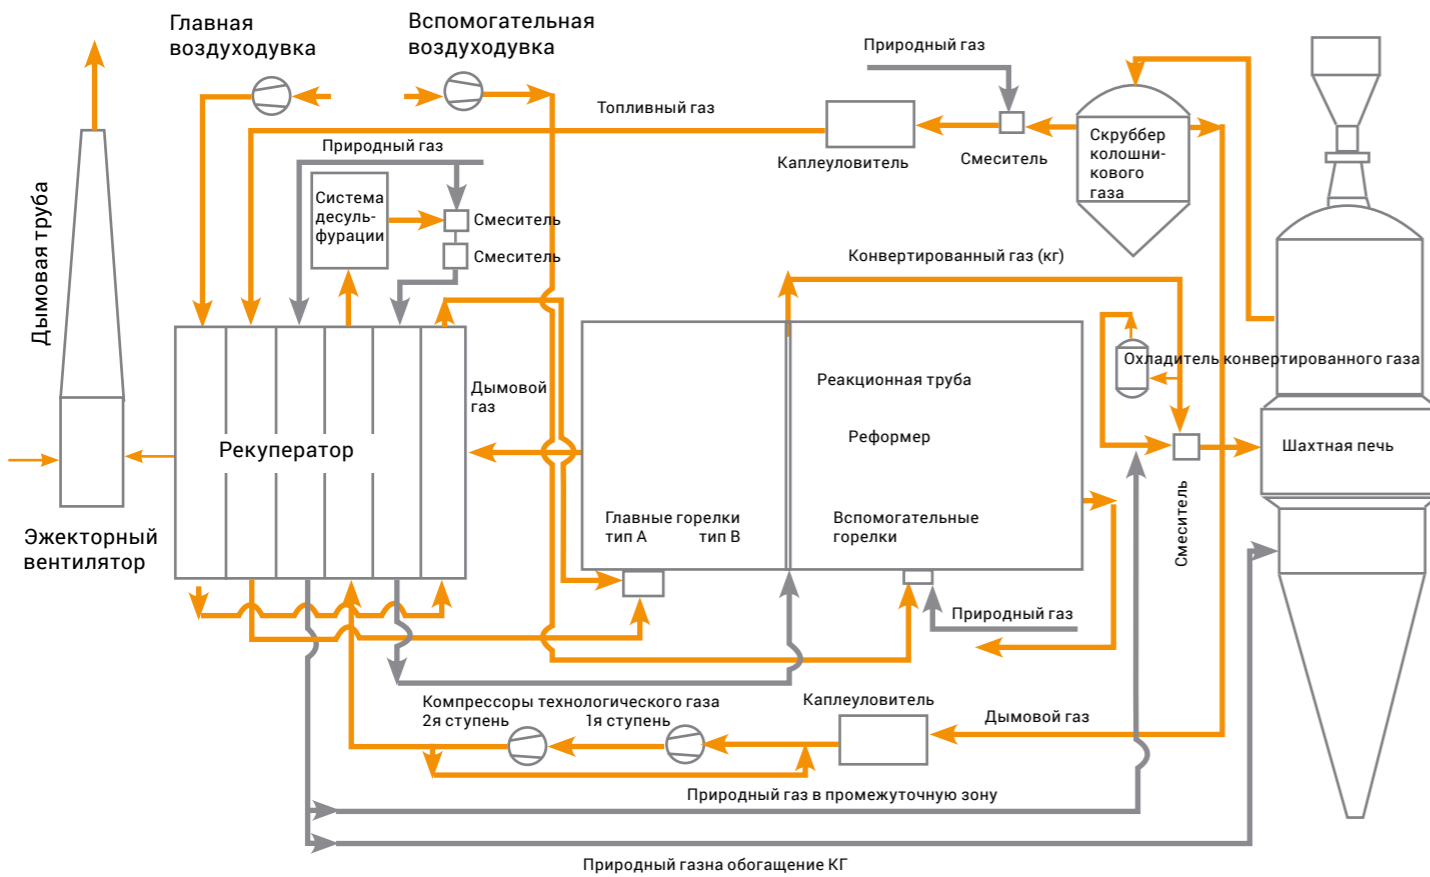 Главная
воздуходувка
Вспомогательная
воздуходувка
Природный газ
Топливный газ
Каплеуловитель
Смеситель
Скруббер
колошни-
кового
газа
Природный газ
Система
десуль-
фурации
Смеситель
Смеситель
Дымовая труба
Конвертированный газ (кг)
Охладитель конвертированного газа
Дымовой
газ
Реакционная труба
Реформер
Рекуператор
Шахтная печь
Смеситель
Главные горелки
тип А тип В
Вспомогательные
горелки
Эжекторный
вентилятор
Природный газ
Компрессоры технологического газа
2я ступень 1я ступень
Каплеуловитель
Дымовой газ
Природный газ в промежуточную зону
Природный газна обогащение КГ